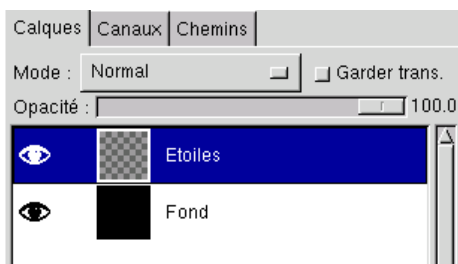 Calques Canaux Chemins
Mode : Normal Garder trans.
Opacité : 100.0
Etoiles
Fond